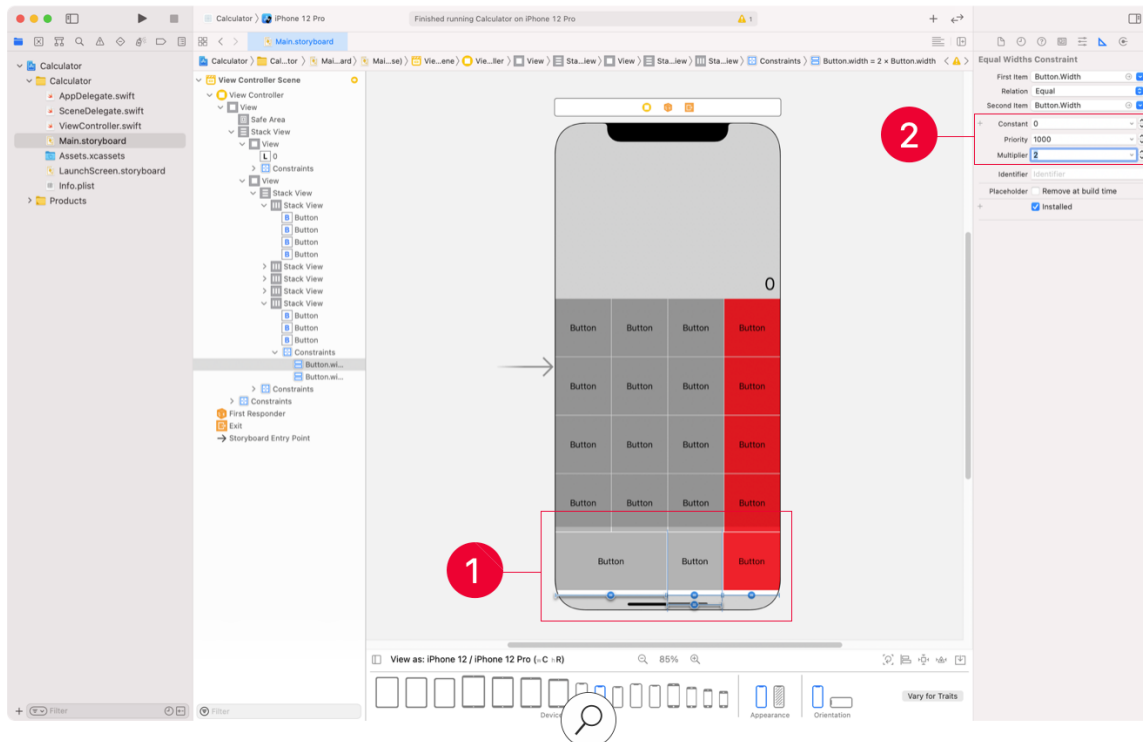 Calculator
iPhone 12 Pro
Finished running Calculator on iPhone 12 Pro
1
Main.storyboard
Calculator
Cal...tor
Mai...ard)
Mai...se)
Vie...ene)
Vie...ller
View
Sta...iew
View
Sta...iew
Sta...iew
Constraints
Button.width = 2 × Button.width
Calculator
Calculator
AppDelegate.swift
SceneDelegate.swift
ViewController.swift
Main.storyboard
Assets.xcassets
LaunchScreen.storyboard
Info.plist
Products
Filter
View Controller Scene
View Controller
View
Safe Area
Stack View
View
L 0
Constraints
View
Stack View
Stack View
B Button
B Button
B Button
B Button
Stack View
Stack View
Stack View
Stack View
B Button
B Button
B Button
Constraints
Button.wi...
Button.wi...
Constraints
Constraints
First Responder
Exit
Storyboard Entry Point
Filter
0
Button Button Button Button
Button Button Button Button
Button Button Button Button
Button Button Button Button
Button Button Button
1
2
View as: iPhone 12 / iPhone 12 Pro (wC hR)
85%
Appearance
Orientation
Vary for Traits
Equal Widths Constraint
First Item Button.Width
Relation Equal
Second Item Button.Width
Constant 0
Priority 1000
Multiplier 2
Identifier Identifier
Placeholder Remove at build time
Installed